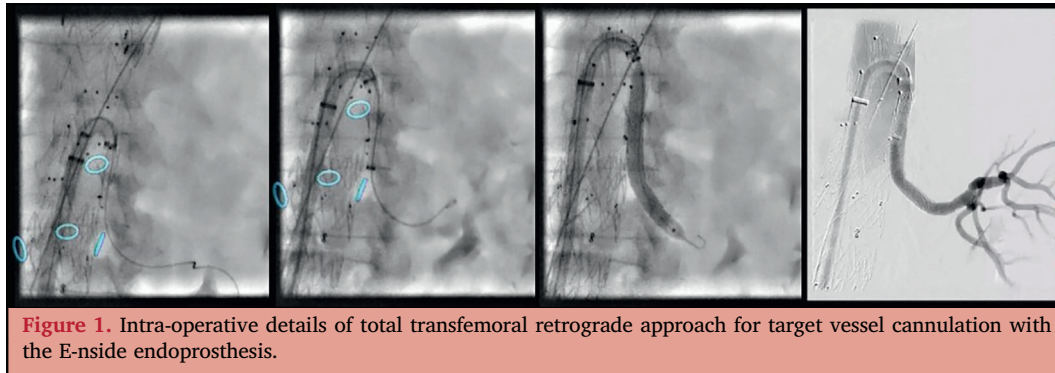 Figure 1. Intra-operative details of total transfemoral retrograde approach for target vessel cannulation with
the E-nside endoprosthesis.